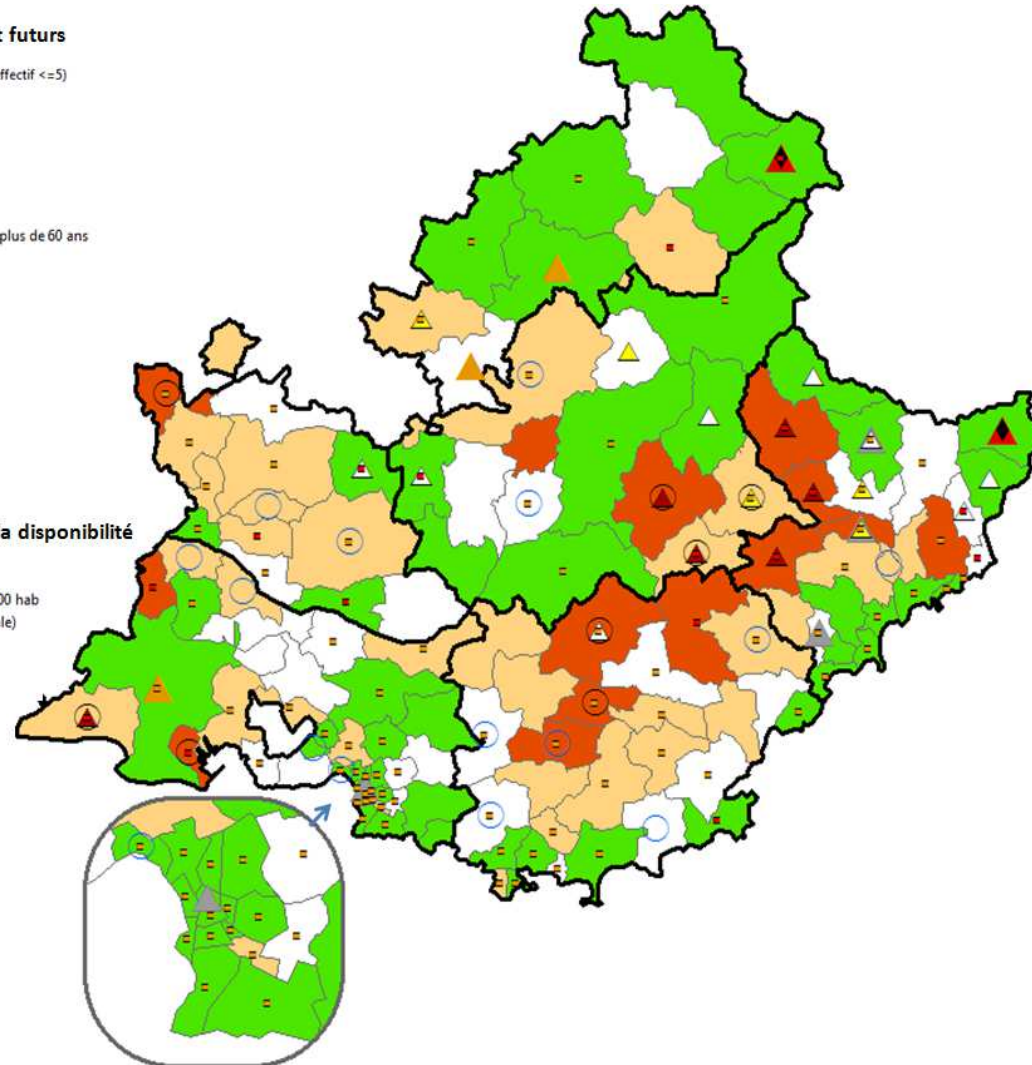 futurs
ffectif <=5)
plus de 60 ans
a disponibilité
00 hab
le)